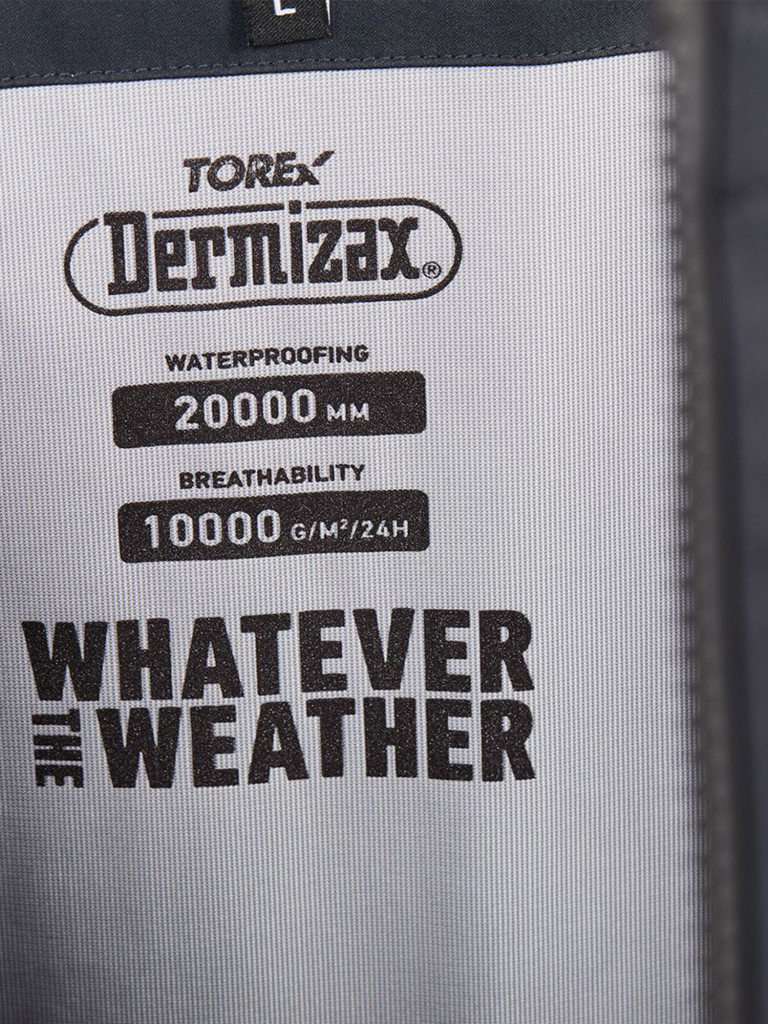 L
TOREX
Dermizax®
WATERPROOFING
20000 MM
BREATHABILITY
10000 G/M²/24H
WHATEVER
THE WEATHER